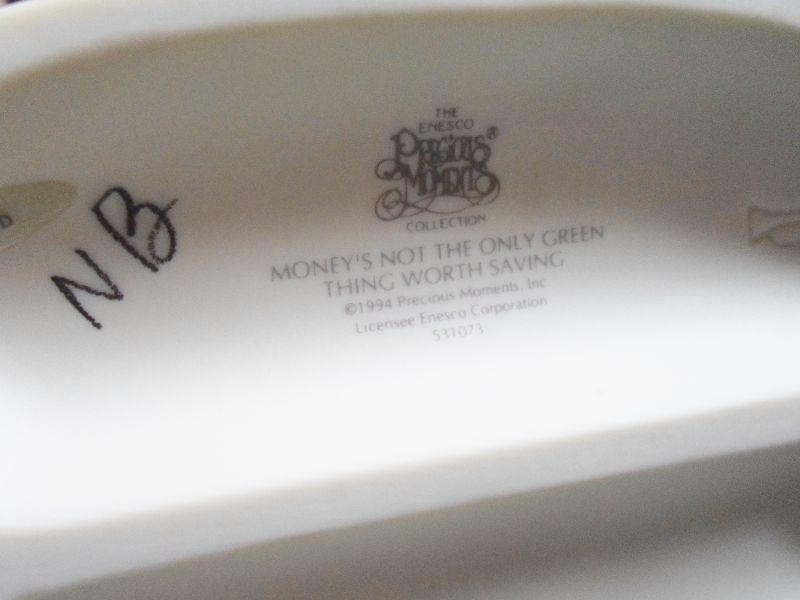 THE
ENESCO
PRECIOUS®
MOMENTS
COLLECTION
MONEY'S NOT THE ONLY GREEN
THING WORTH SAVING
©1994 Precious Moments, Inc
Licensee Enesco Corporation
531073
NB
D